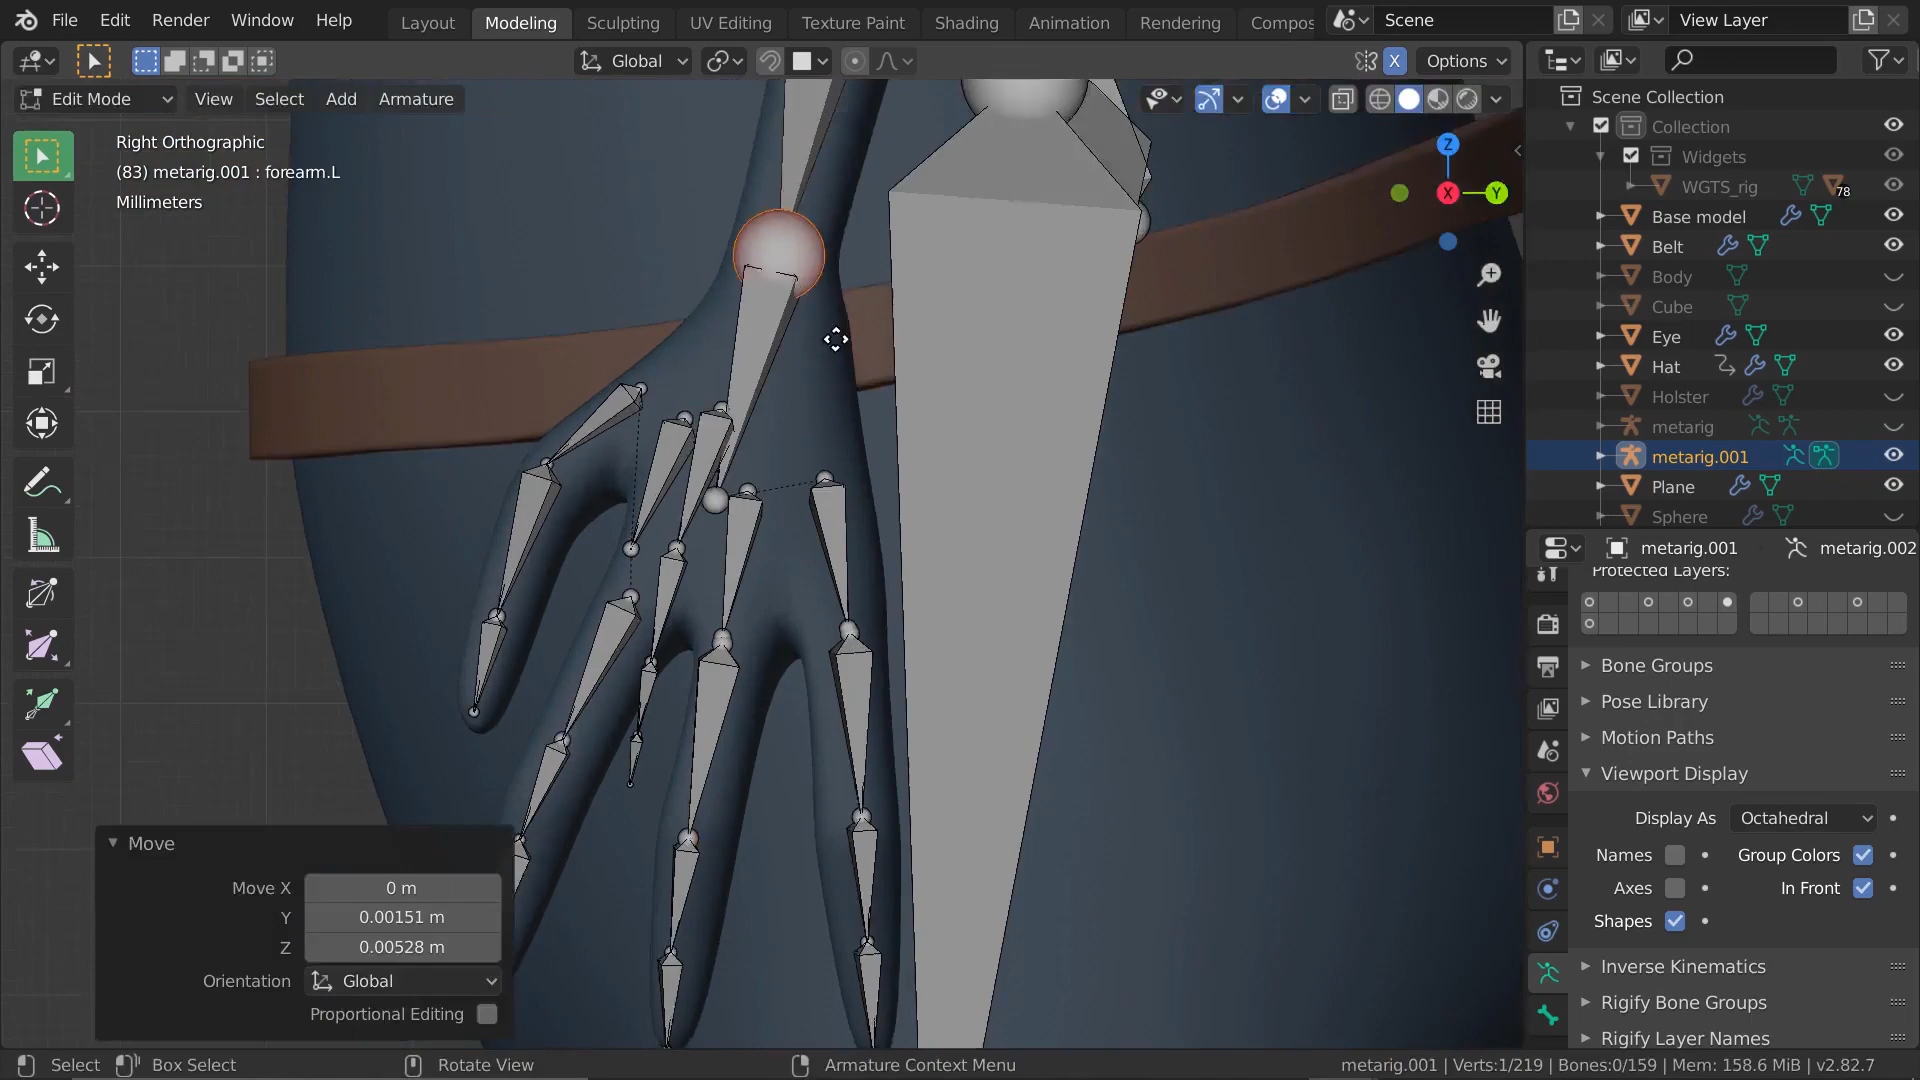 File Edit Render Window Help Layout Modeling Sculpting UV Editing Texture Paint Shading Animation Rendering Compos Scene View Layer
Global X Options
Edit Mode View Select Add Armature
Right Orthographic
(83) metarig.001 : forearm.L
Millimeters
Z
X
Y
Scene Collection
Collection
Widgets
WGTS_rig 78
Base model
Belt
Body
Cube
Eye
Hat
Holster
metarig
metarig.001
Plane
Sphere
metarig.001 metarig.002
Protected Layers:
Bone Groups
Pose Library
Motion Paths
Viewport Display
Display As Octahedral
Names Group Colors
Axes In Front
Shapes
Inverse Kinematics
Rigify Bone Groups
Rigify Layer Names
Move
Move X 0 m
Y 0.00151 m
Z 0.00528 m
Orientation Global
Proportional Editing
Select Box Select Rotate View Armature Context Menu metarig.001 | Verts:1/219 | Bones:0/159 | Mem: 158.6 MiB | v2.82.7